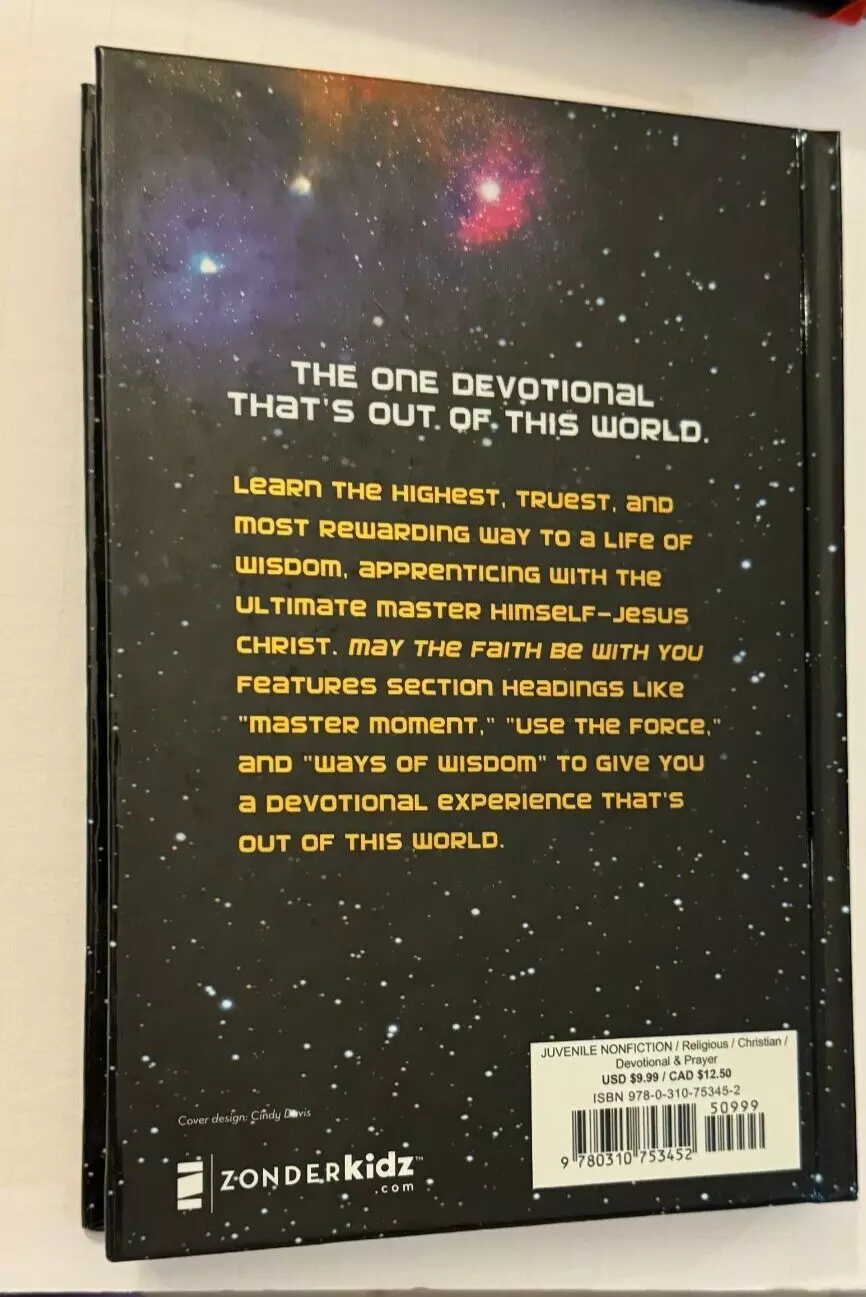 THE ONE DEVOTIONAL
THAT'S OUT OF THIS WORLD.
LEARN THE HIGHEST, TRUEST, AND
MOST REWARDING WAY TO A LIFE OF
WISDOM, APPRENTICING WITH THE
ULTIMATE MASTER HIMSELF—JESUS
CHRIST. MAY THE FAITH BE WITH YOU
FEATURES SECTION HEADINGS LIKE
"MASTER MOMENT," "USE THE FORCE,"
AND "WAYS OF WISDOM" TO GIVE YOU
A DEVOTIONAL EXPERIENCE THAT'S
OUT OF THIS WORLD.
Cover design: Cindy Davis
ZONDERkidz™
.com
JUVENILE NONFICTION / Religious / Christian /
Devotional & Prayer
USD $9.99 / CAD $12.50
ISBN 978-0-310-75345-2
50999
9 780310 753452